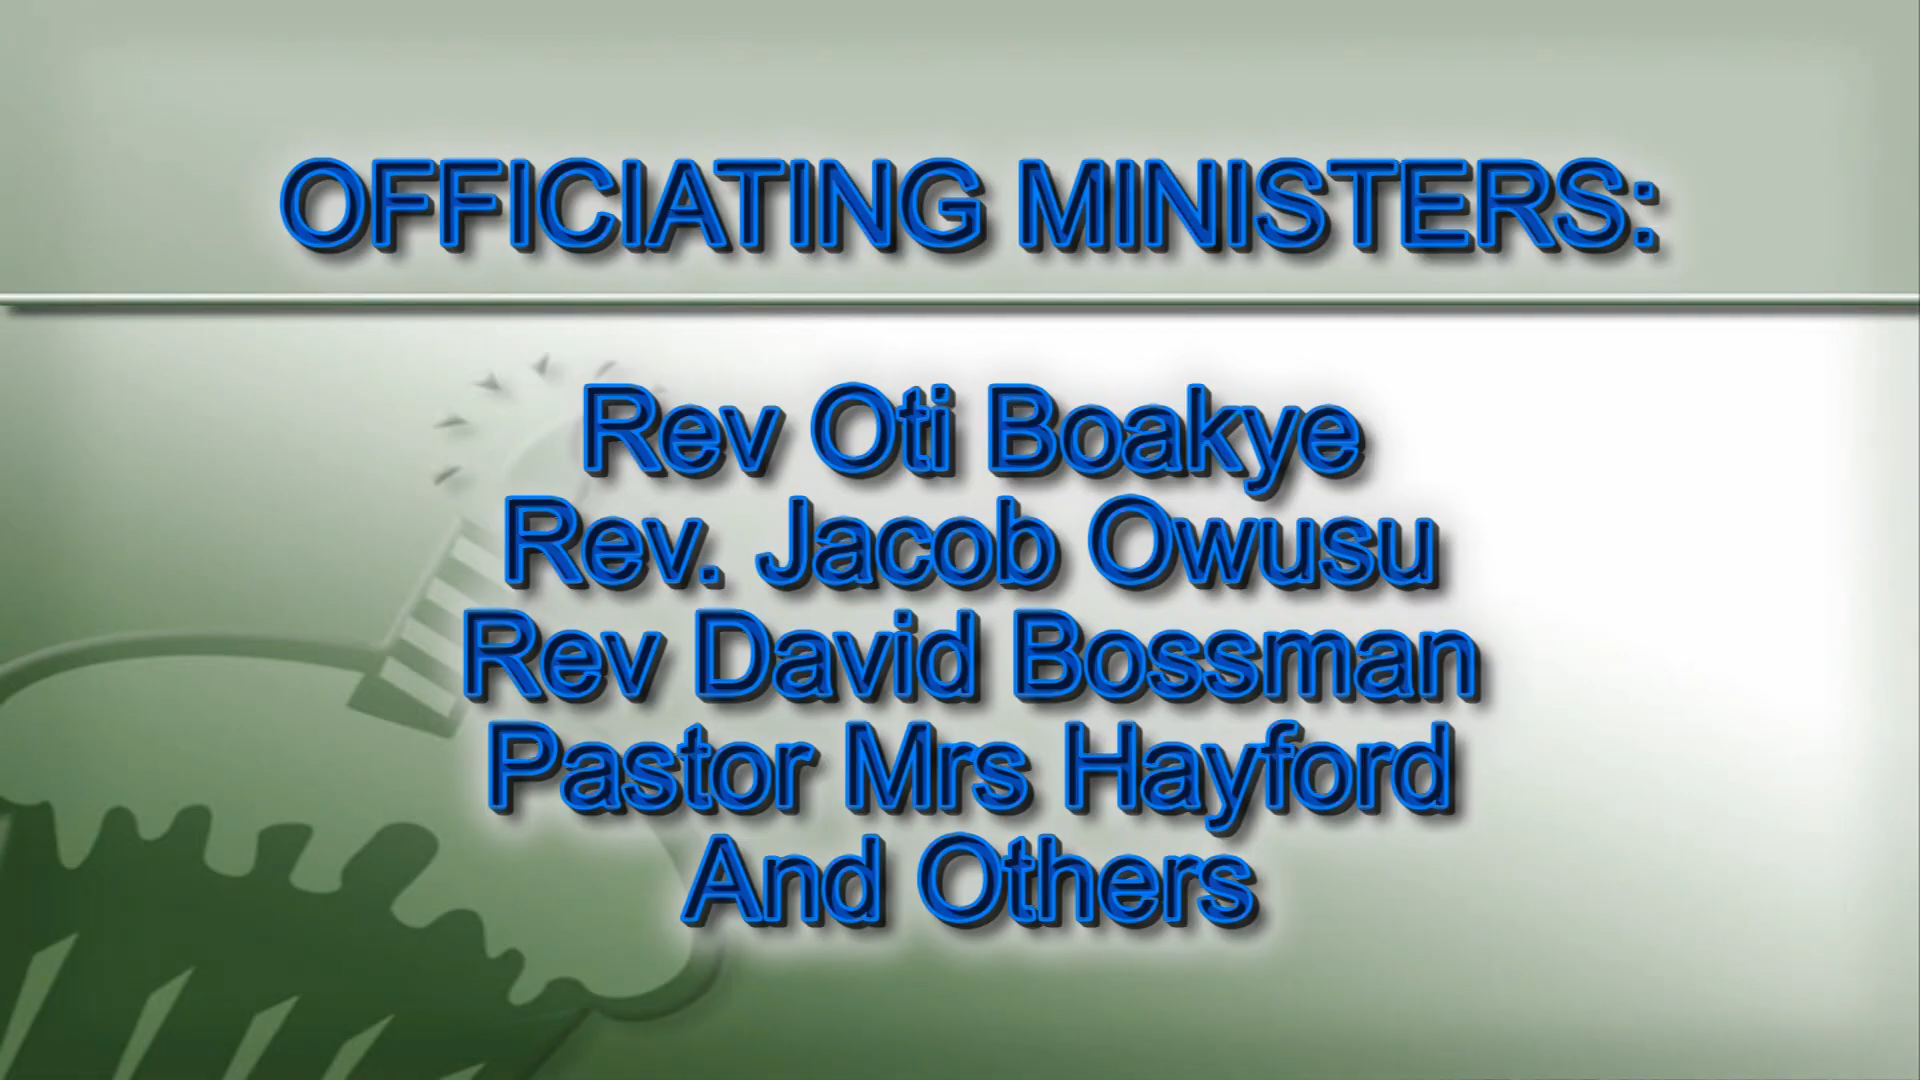 OFFICIATING MINISTERS:
Rev Oti Boakye
Rev. Jacob Owusu
Rev David Bossman
Pastor Mrs Hayford
And Others